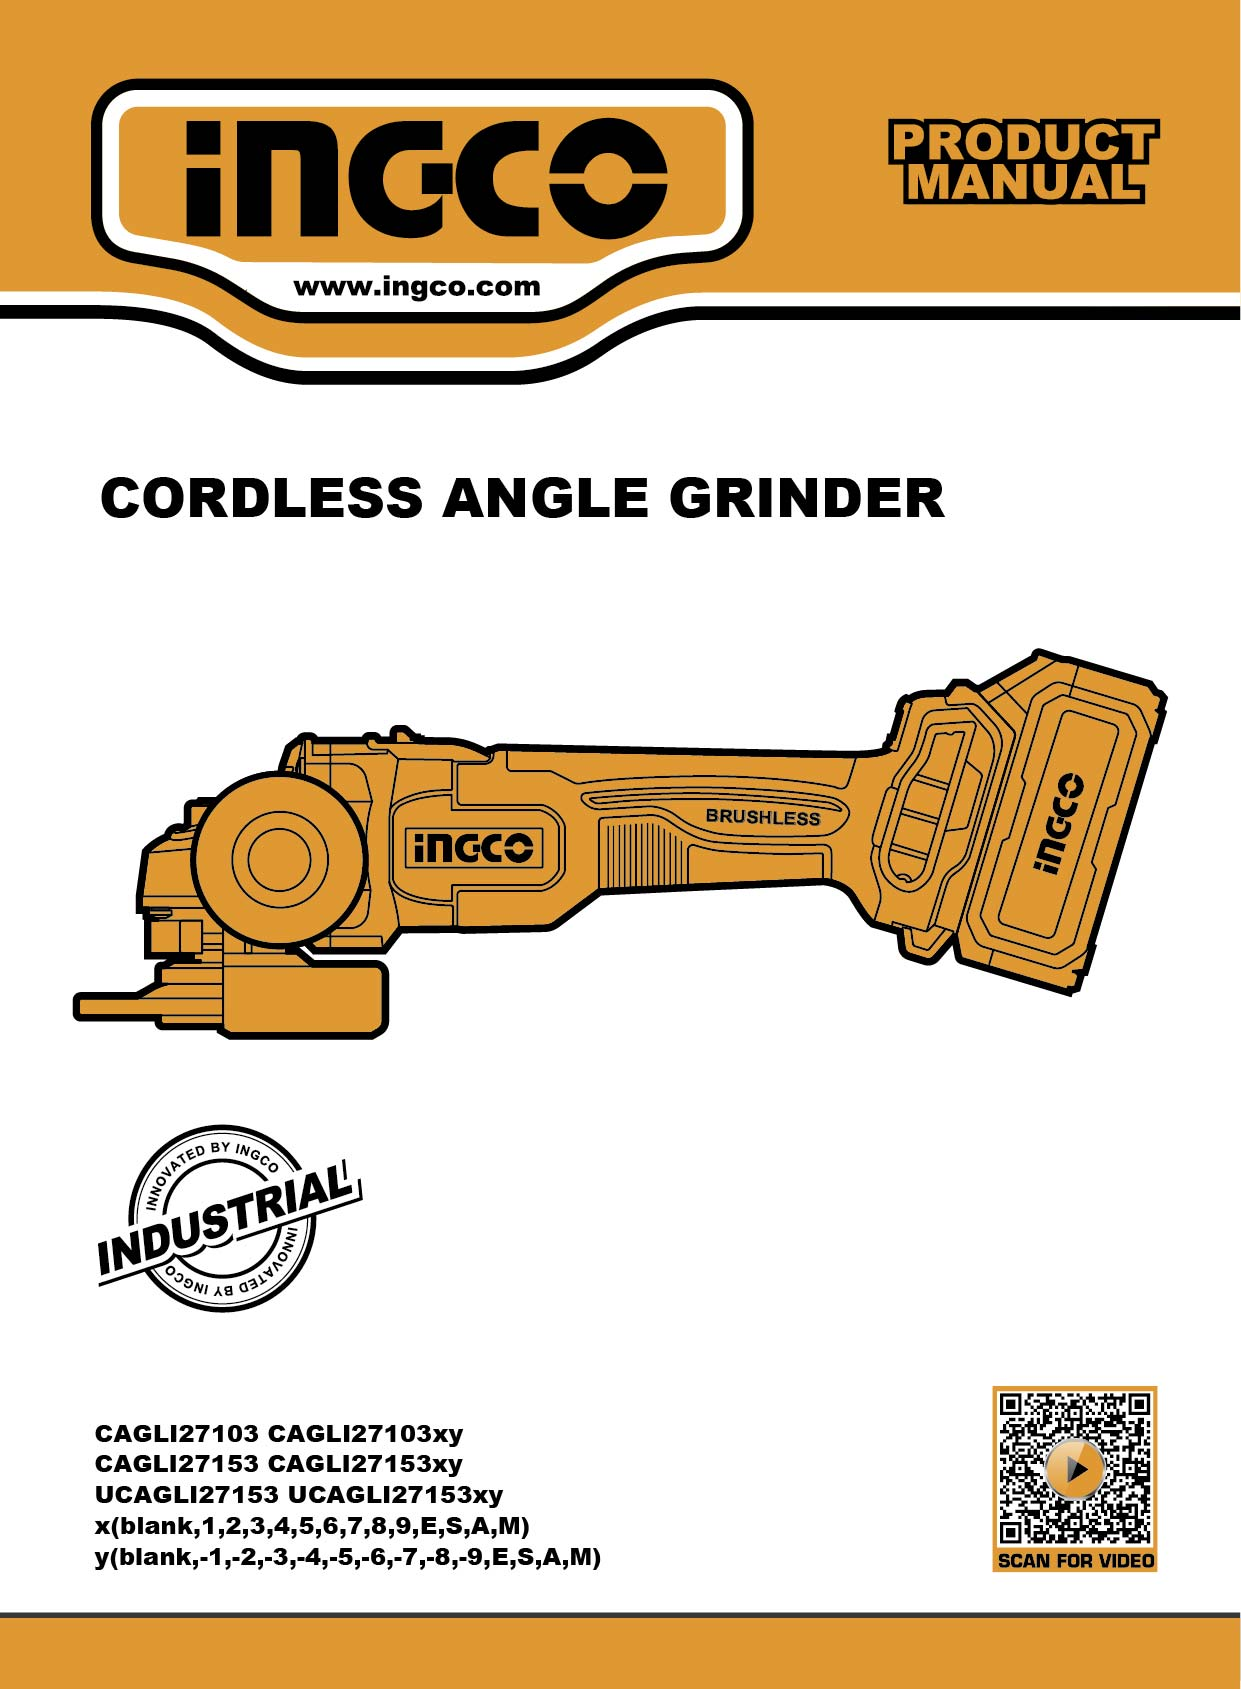 INGCO
www.ingco.com
PRODUCT
MANUAL
CORDLESS ANGLE GRINDER
BRUSHLESS
INGCO
INGCO
INNOVATED BY INGCO
INDUSTRIAL
INNOVATED BY INGCO
CAGLI27103 CAGLI27103xy
CAGLI27153 CAGLI27153xy
UCAGLI27153 UCAGLI27153xy
x(blank,1,2,3,4,5,6,7,8,9,E,S,A,M)
y(blank,-1,-2,-3,-4,-5,-6,-7,-8,-9,E,S,A,M)
SCAN FOR VIDEO